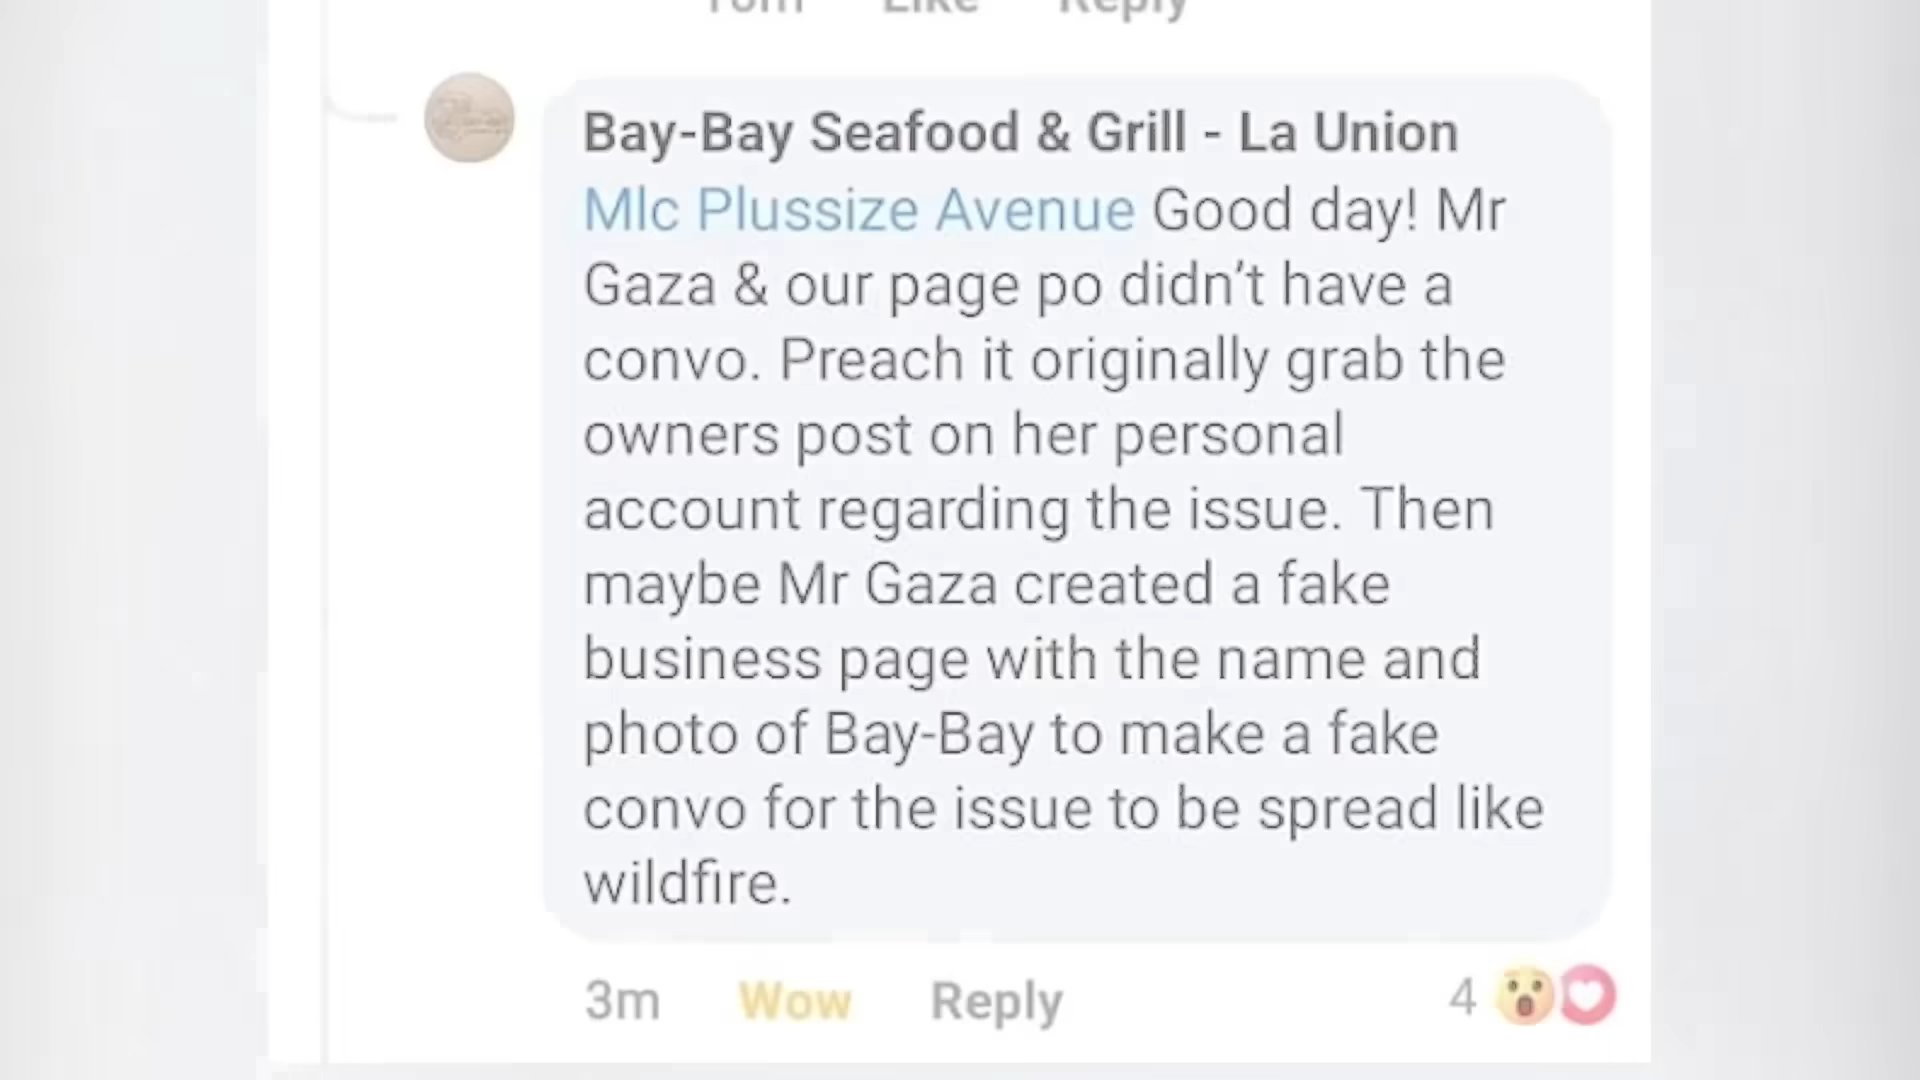 Like Reply
Bay-Bay Seafood & Grill - La Union
Mlc Plussize Avenue Good day! Mr
Gaza & our page po didn't have a
convo. Preach it originally grab the
owners post on her personal
account regarding the issue. Then
maybe Mr Gaza created a fake
business page with the name and
photo of Bay-Bay to make a fake
convo for the issue to be spread like
wildfire.
3m Wow Reply 4